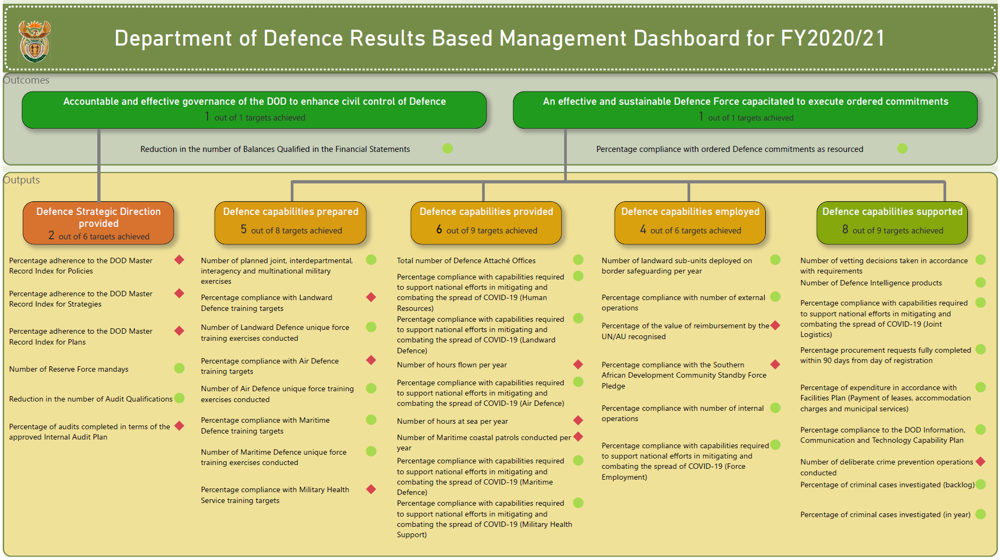 Department of Defence Results Based Management Dashboard for FY2020/21
Outcomes
Accountable and effective governance of the DOD to enhance civil control of Defence
1 out of 1 targets achieved
An effective and sustainable Defence Force capacitated to execute ordered commitments
1 out of 1 targets achieved
Reduction in the number of Balances Qualified in the Financial Statements
Percentage compliance with ordered Defence commitments as resourced
Outputs
Defence Strategic Direction
provided
2 out of 6 targets achieved
Percentage adherence to the DOD Master
Record Index for Policies
Percentage adherence to the DOD Master
Record Index for Strategies
Percentage adherence to the DOD Master
Record Index for Plans
Number of Reserve Force mandays
Reduction in the number of Audit Qualifications
Percentage of audits completed in terms of the
approved Internal Audit Plan
Defence capabilities prepared
5 out of 8 targets achieved
Number of planned joint, interdepartmental,
interagency and multinational military
exercises
Percentage compliance with Landward
Defence training targets
Number of Landward Defence unique force
training exercises conducted
Percentage compliance with Air Defence
training targets
Number of Air Defence unique force training
exercises conducted
Percentage compliance with Maritime
Defence training targets
Number of Maritime Defence unique force
training exercises conducted
Percentage compliance with Military Health
Service training targets
Defence capabilities provided
6 out of 9 targets achieved
Total number of Defence Attaché Offices
Percentage compliance with capabilities required
to support national efforts in mitigating and
combating the spread of COVID-19 (Human
Resources)
Percentage compliance with capabilities required
to support national efforts in mitigating and
combating the spread of COVID-19 (Landward
Defence)
Number of hours flown per year
Percentage compliance with capabilities required
to support national efforts in mitigating and
combating the spread of COVID-19 (Air Defence)
Number of hours at sea per year
Number of Maritime coastal patrols conducted per
year
Percentage compliance with capabilities required
to support national efforts in mitigating and
combating the spread of COVID-19 (Maritime
Defence)
Percentage compliance with capabilities required
to support national efforts in mitigating and
combating the spread of COVID-19 (Military Health
Support)
Defence capabilities employed
4 out of 6 targets achieved
Number of landward sub-units deployed on
border safeguarding per year
Percentage compliance with number of external
operations
Percentage of the value of reimbursement by the
UN/AU recognised
Percentage compliance with the Southern
African Development Community Standby Force
Pledge
Percentage compliance with number of internal
operations
Percentage compliance with capabilities required
to support national efforts in mitigating and
combating the spread of COVID-19 (Force
Employment)
Defence capabilities supported
8 out of 9 targets achieved
Number of vetting decisions taken in accordance
with requirements
Number of Defence Intelligence products
Percentage compliance with capabilities required
to support national efforts in mitigating and
combating the spread of COVID-19 (Joint
Logistics)
Percentage procurement requests fully completed
within 90 days from day of registration
Percentage of expenditure in accordance with
Facilities Plan (Payment of leases, accommodation
charges and municipal services)
Percentage compliance to the DOD Information,
Communication and Technology Capability Plan
Number of deliberate crime prevention operations
conducted
Percentage of criminal cases investigated (backlog)
Percentage of criminal cases investigated (in year)